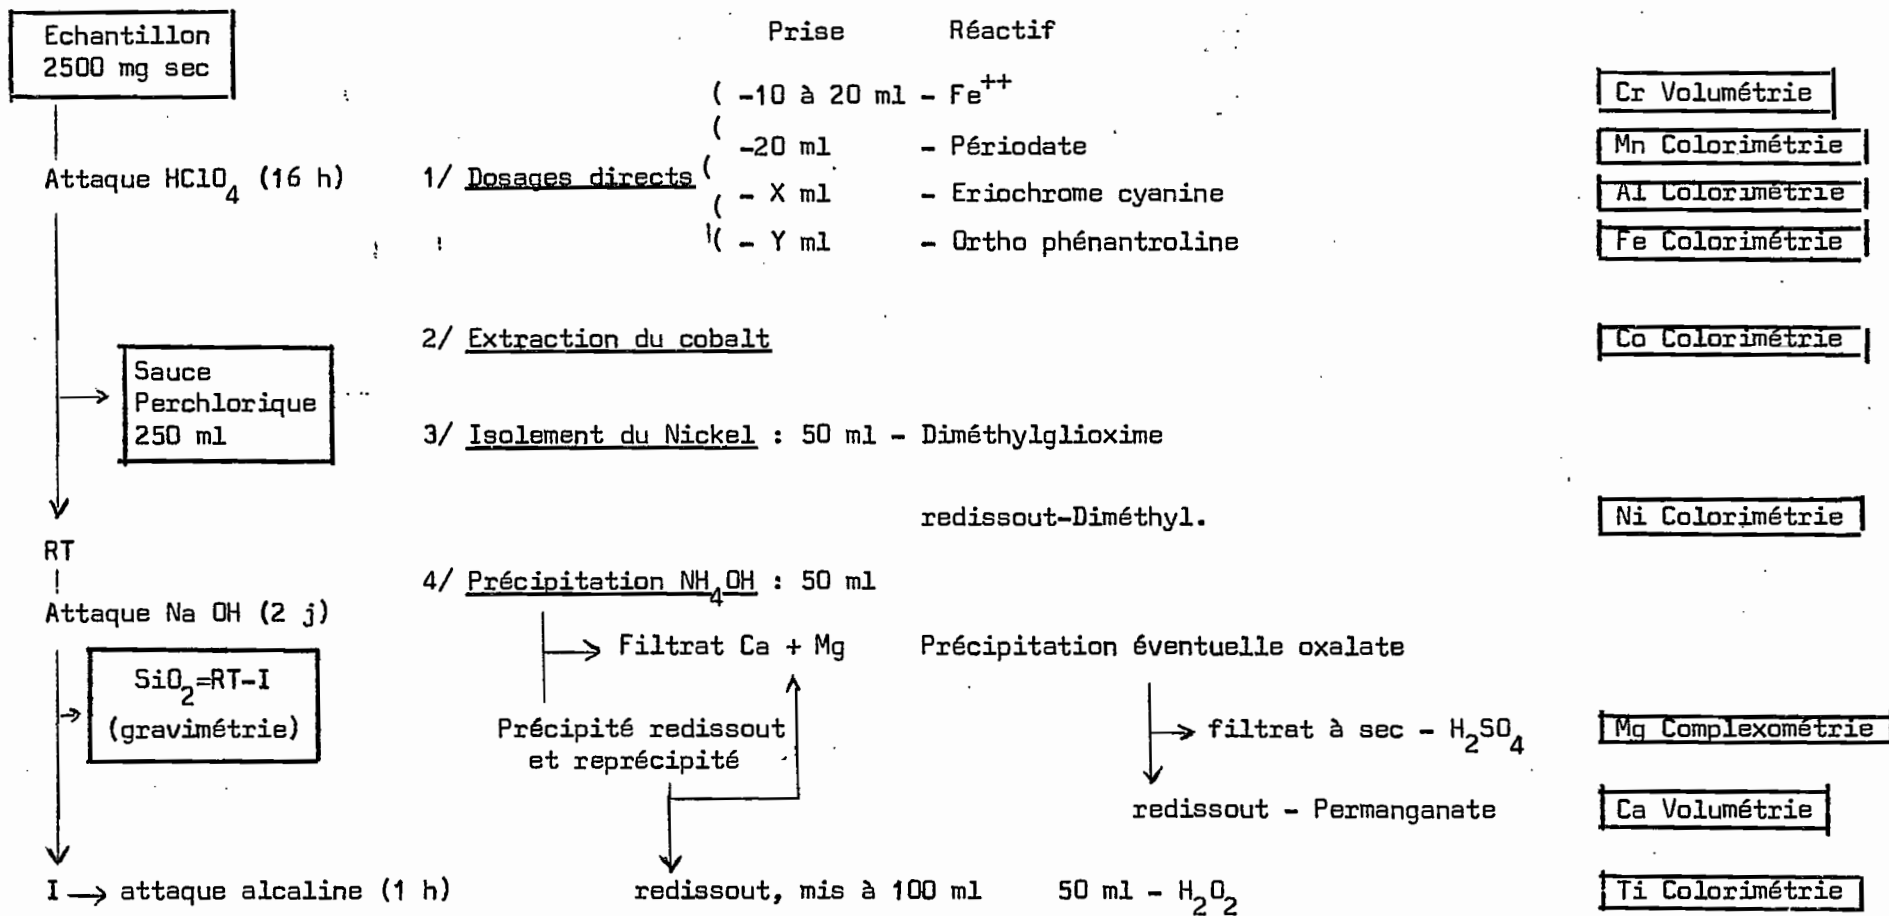 Prise Réactif
Echantillon
2500 mg sec
( -10 à 20 ml - Fe++ Cr Volumétrie
( -20 ml - Périodate Mn Colorimétrie
Attaque HClO4 (16 h) 1/ Dosages directs ( - X ml - Eriochrome cyanine Al Colorimétrie
( - Y ml - Ortho phénantroline Fe Colorimétrie
2/ Extraction du cobalt Co Colorimétrie
Sauce
Perchlorique
250 ml
3/ Isolement du Nickel : 50 ml - Diméthylglioxime
redissout-Diméthyl. Ni Colorimétrie
RT
4/ Précipitation NH4OH : 50 ml
Attaque Na OH (2 j)
Filtrat Ca + Mg Précipitation éventuelle oxalate
SiO2=RT-I
(gravimétrie)
Précipité redissout
et reprécipité
filtrat à sec - H2SO4 Mg Complexométrie
redissout - Permanganate Ca Volumétrie
I → attaque alcaline (1 h) redissout, mis à 100 ml 50 ml - H2O2 Ti Colorimétrie